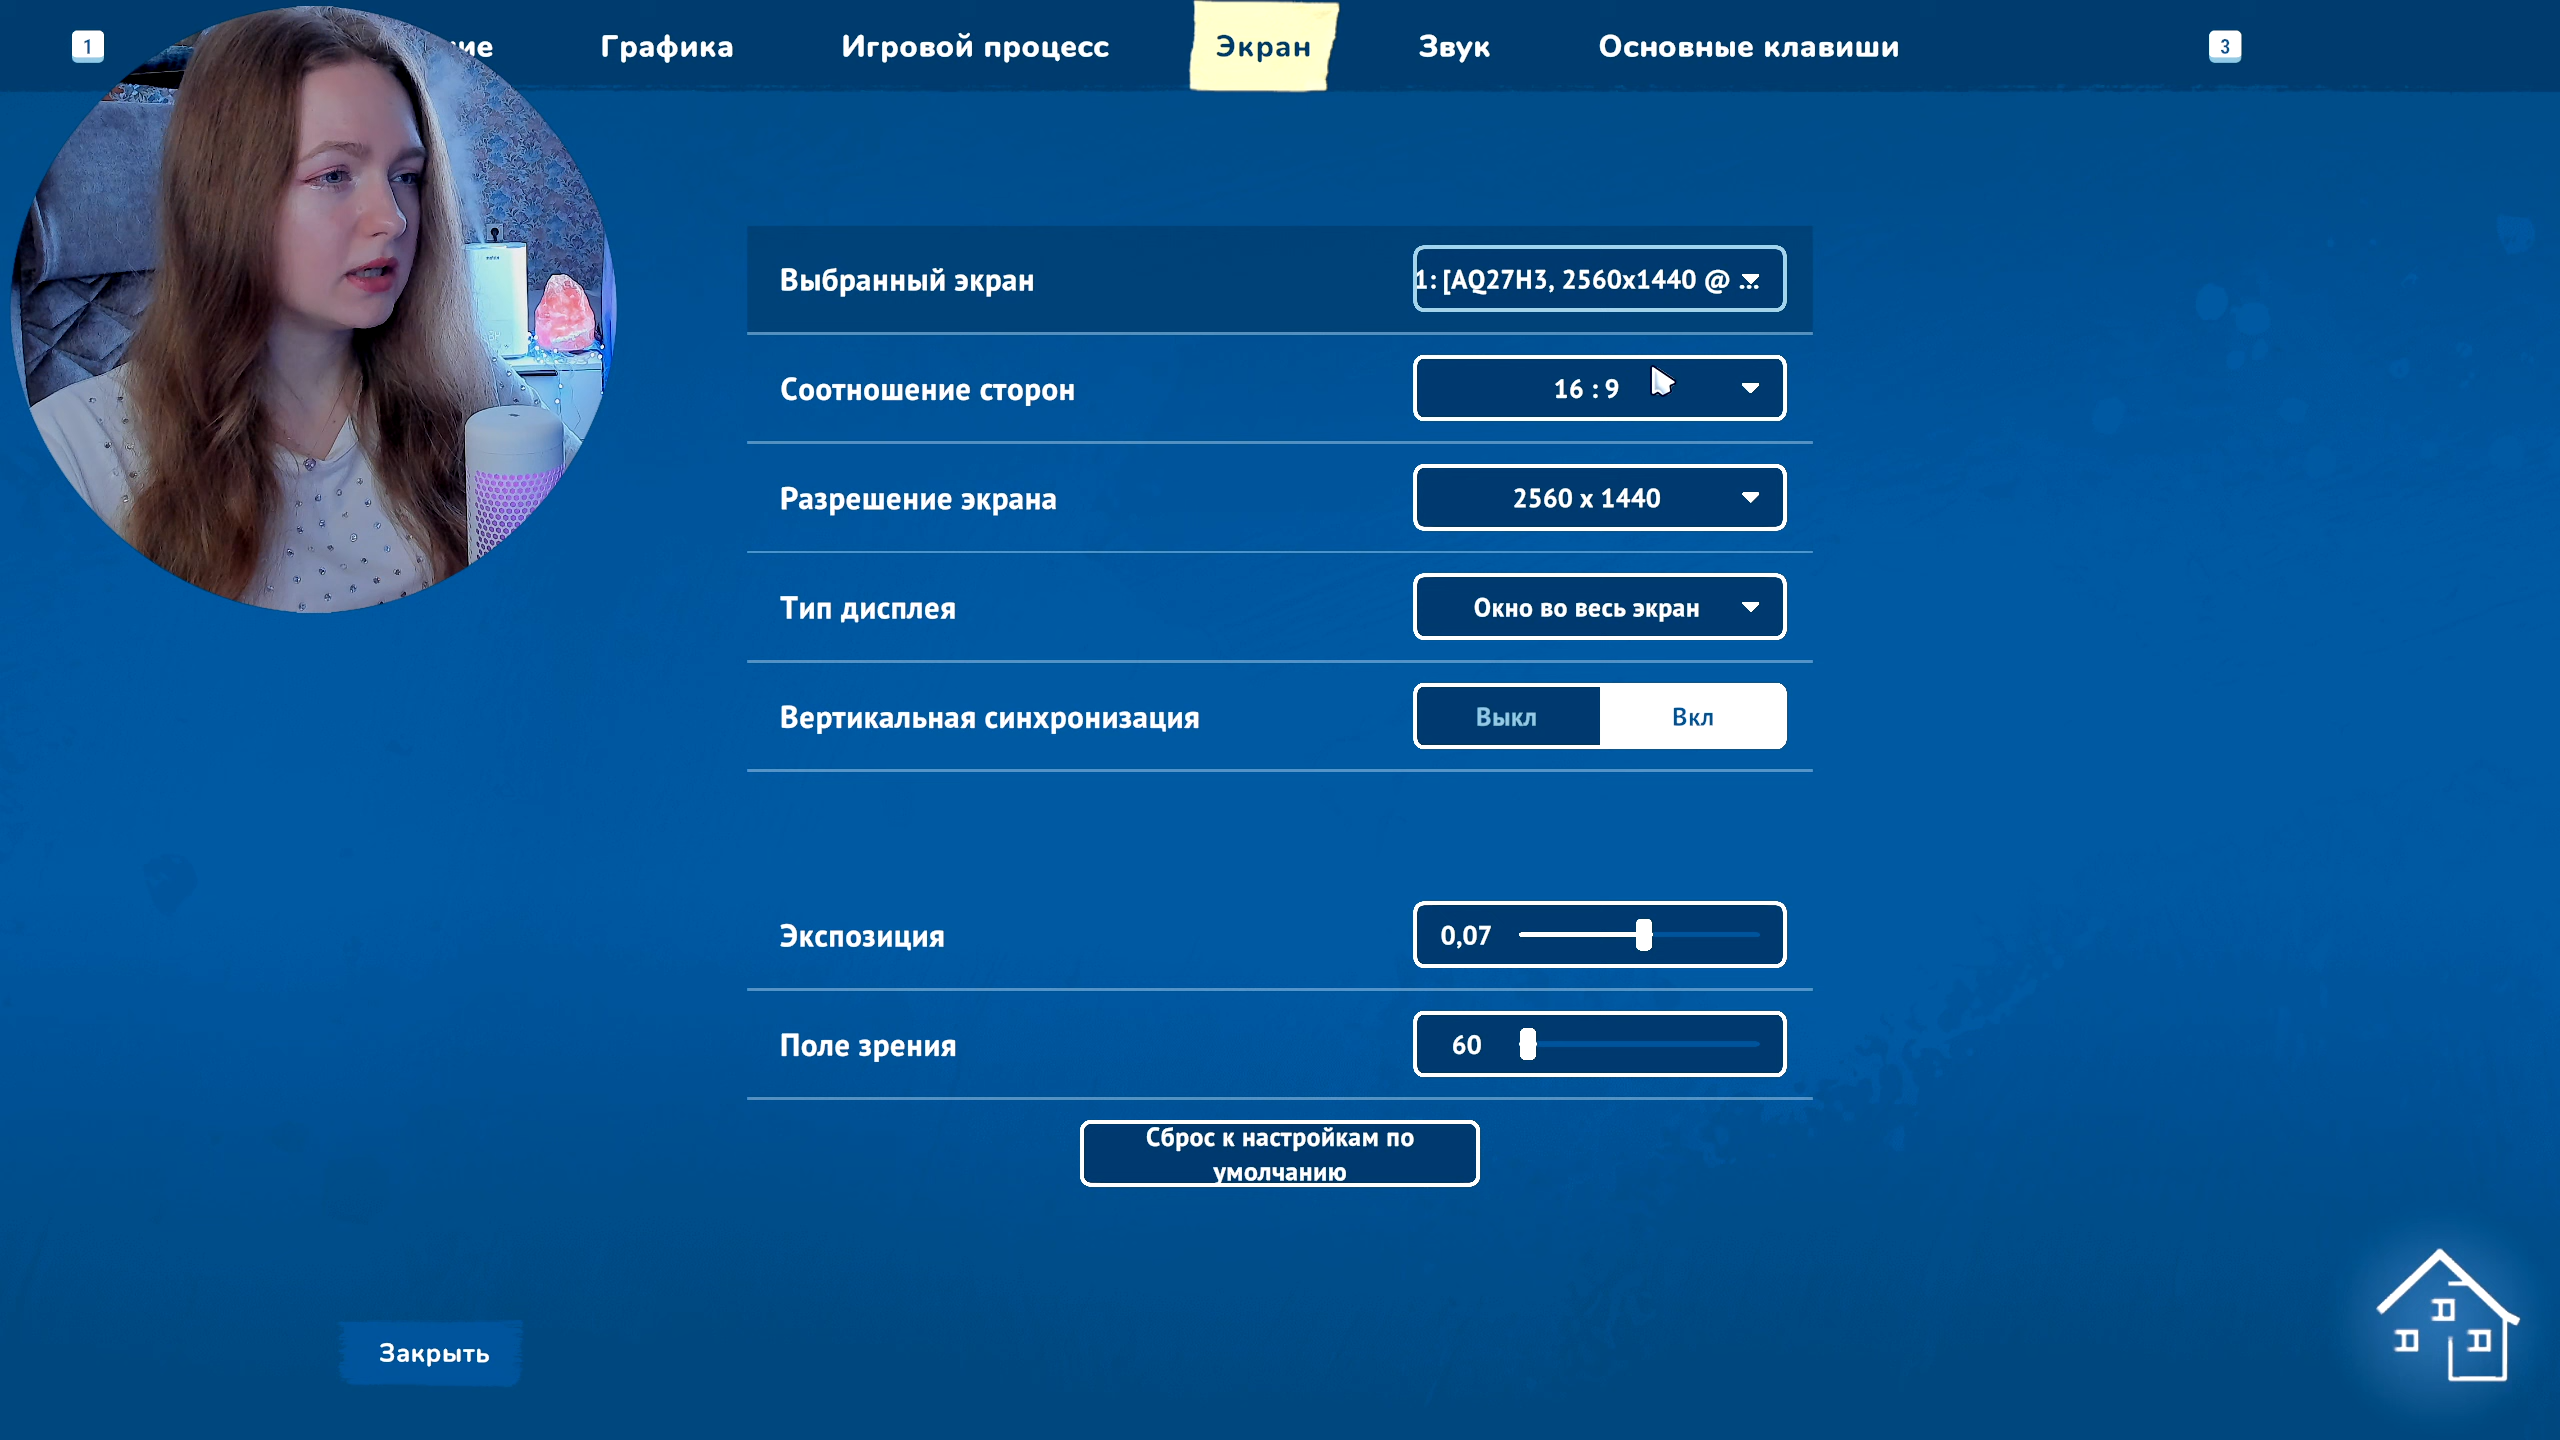 1
Графика
Игровой процесс
Экран
Звук
Основные клавиши
3
Выбранный экран
1: [AQ27H3, 2560x1440 @ ...
Соотношение сторон
16 : 9
Разрешение экрана
2560 x 1440
Тип дисплея
Окно во весь экран
Вертикальная синхронизация
Выкл
Вкл
Экспозиция
0,07
Поле зрения
60
Сброс к настройкам по
умолчанию
Закрыть